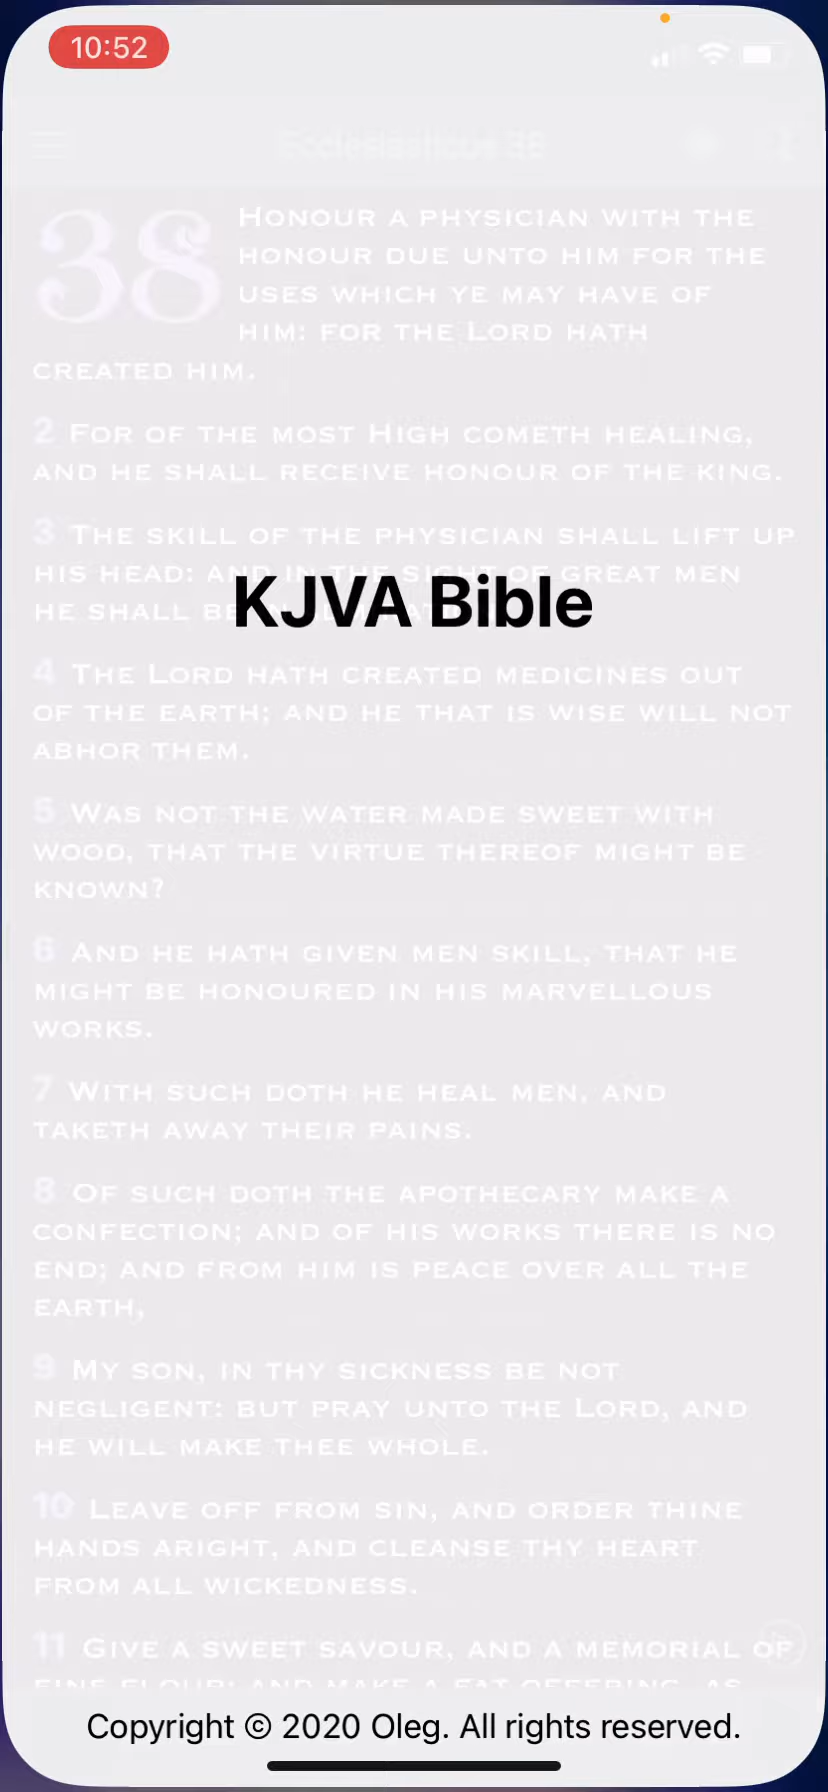 10:52
Ecclesiasticus 38
38 Honour a physician with the
honour due unto him for the
uses which ye may have of
him: for the Lord hath
created him.
2 For of the most High cometh healing,
and he shall receive honour of the king.
3 The skill of the physician shall lift up
his head: and in the sight of great men
he shall be in
KJVA Bible
4 The Lord hath created medicines out
of the earth; and he that is wise will not
abhor them.
5 Was not the water made sweet with
wood, that the virtue thereof might be
known?
6 And he hath given men skill, that he
might be honoured in his marvellous
works.
7 With such doth he heal men, and
taketh away their pains.
8 Of such doth the apothecary make a
confection; and of his works there is no
end; and from him is peace over all the
earth,
9 My son, in thy sickness be not
negligent: but pray unto the Lord, and
he will make thee whole.
10 Leave off from sin, and order thine
hands aright, and cleanse thy heart
from all wickedness.
11 Give a sweet savour, and a memorial of
fine flour; and make a fat offering, as
Copyright © 2020 Oleg. All rights reserved.